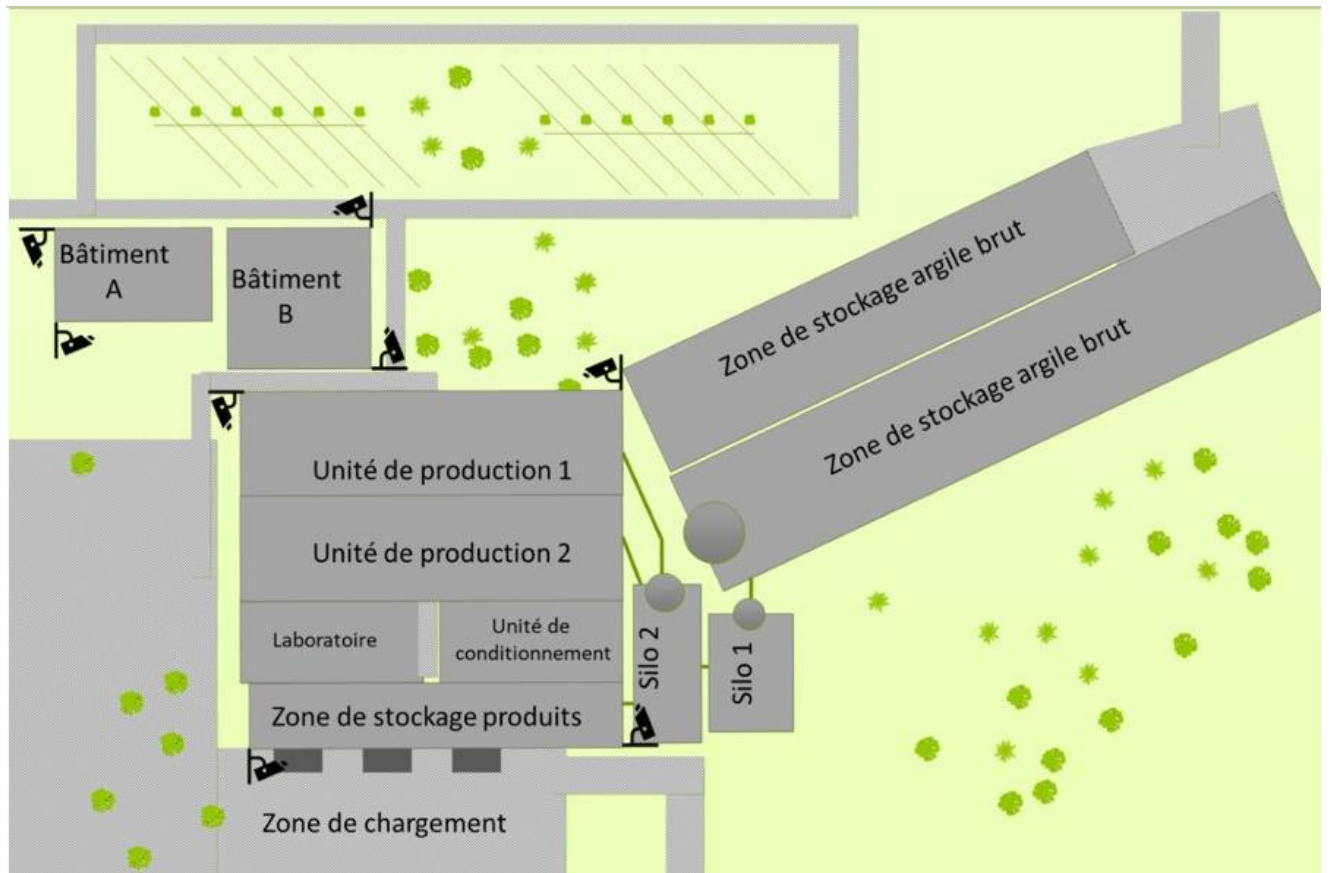 Bâtiment
A
Bâtiment
B
Zone de stockage argile brut
Zone de stockage argile brut
Unité de production 1
Unité de production 2
Laboratoire
Unité de
conditionnement
Silo 2
Silo 1
Zone de stockage produits
Zone de chargement